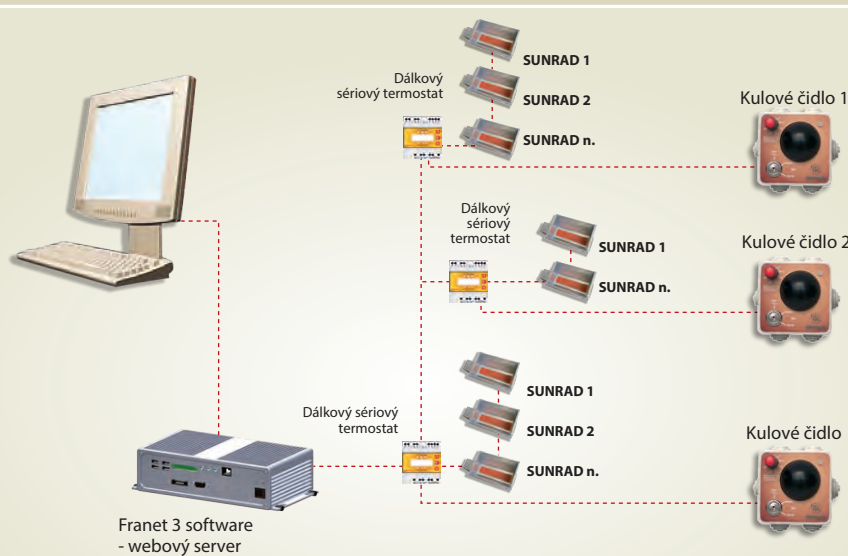 Dálkový
sériový termostat
SUNRAD 1
SUNRAD 2
SUNRAD n.
Kulové čidlo 1
Dálkový
sériový
termostat
SUNRAD 1
SUNRAD n.
Kulové čidlo 2
Dálkový sériový
termostat
SUNRAD 1
SUNRAD 2
SUNRAD n.
Kulové čidlo
Franet 3 software
- webový server